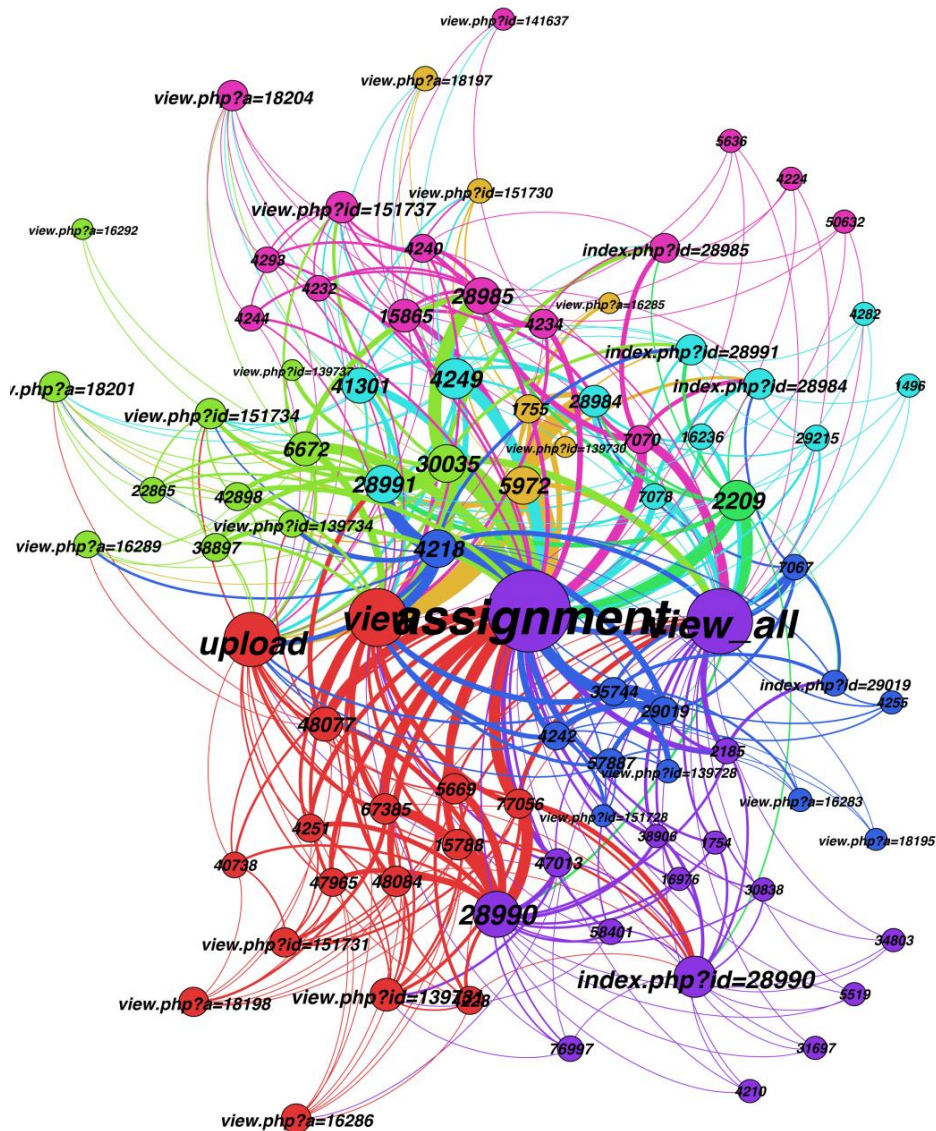 view.php?id=141637
view.php?a=18197
view.php?a=18204
5636
4224
view.php?id=151730
view.php?id=151737
50632
view.php?a=16292
4240
index.php?id=28985
4293
4232
28985
view.php?a=16285
4244
15865
4234
4282
index.php?id=28991
view.php?id=139737
41301
4249
index.php?id=28984
1496
.php?a=18201
28984
view.php?id=151734
1755
7070
16236
29215
6672
view.php?id=139730
30035
28991
5972
22865
42898
7078
2209
view.php?id=139734
view.php?a=16289
38897
4218
7067
assignment
view
view_all
upload
index.php?id=29019
35744
4255
29019
48077
4242
2185
57887
view.php?id=139728
5669
77056
view.php?a=16283
67385
view.php?id=151728
4251
38906
1754
view.php?a=18195
15788
40738
47013
47965
48084
16976
30838
28990
58401
34803
view.php?id=151731
index.php?id=28990
view.php?id=139731
view.php?a=18198
5519
76997
31697
4210
view.php?a=16286